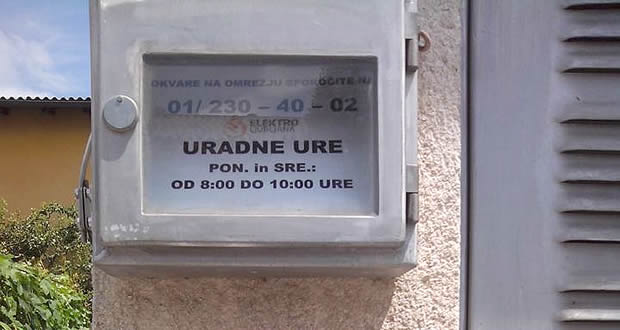 OKVARE NA OMREŽJU SPOROČITE NA
01/ 230 - 40 - 02
ELEKTRO
LJUBLJANA
URADNE URE
PON. in SRE.:
OD 8:00 DO 10:00 URE